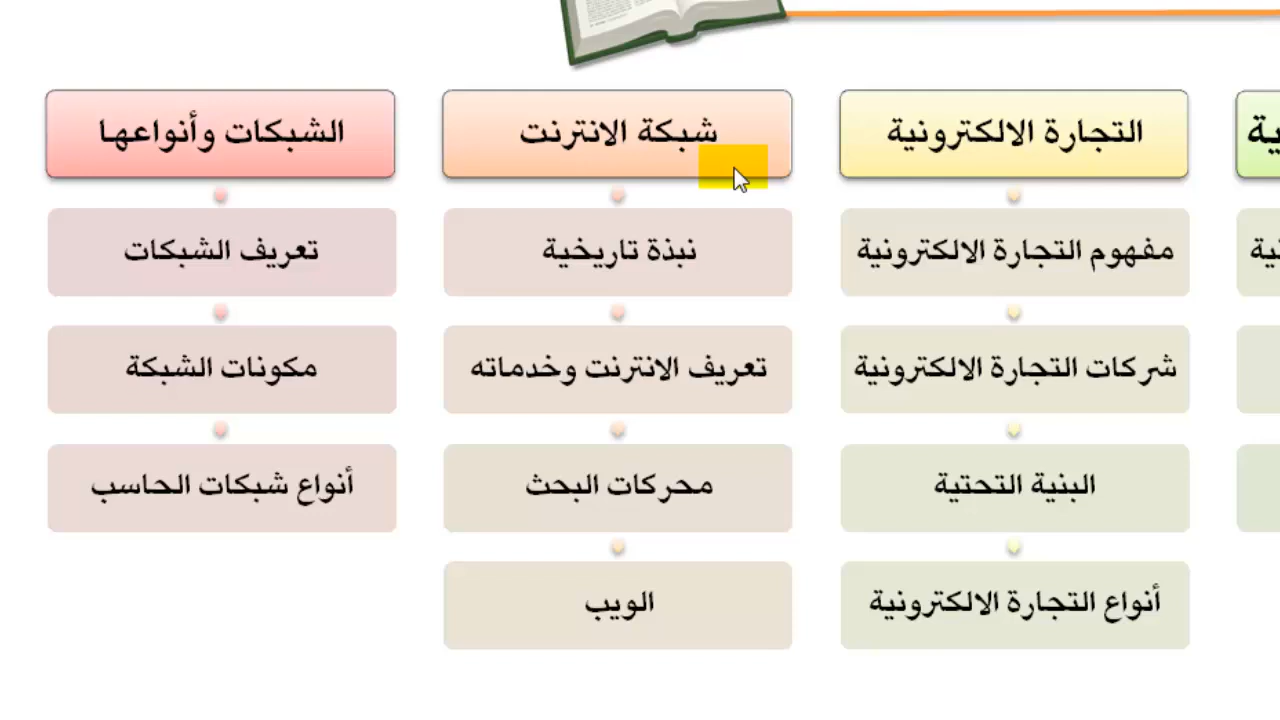 التجارة الالكترونية
مفهوم التجارة الالكترونية
شركات التجارة الالكترونية
البنية التحتية
أنواع التجارة الالكترونية
شبكة الانترنت
نبذة تاريخية
تعريف الانترنت وخدماته
محركات البحث
الويب
الشبكات وأنواعها
تعريف الشبكات
مكونات الشبكة
أنواع شبكات الحاسب